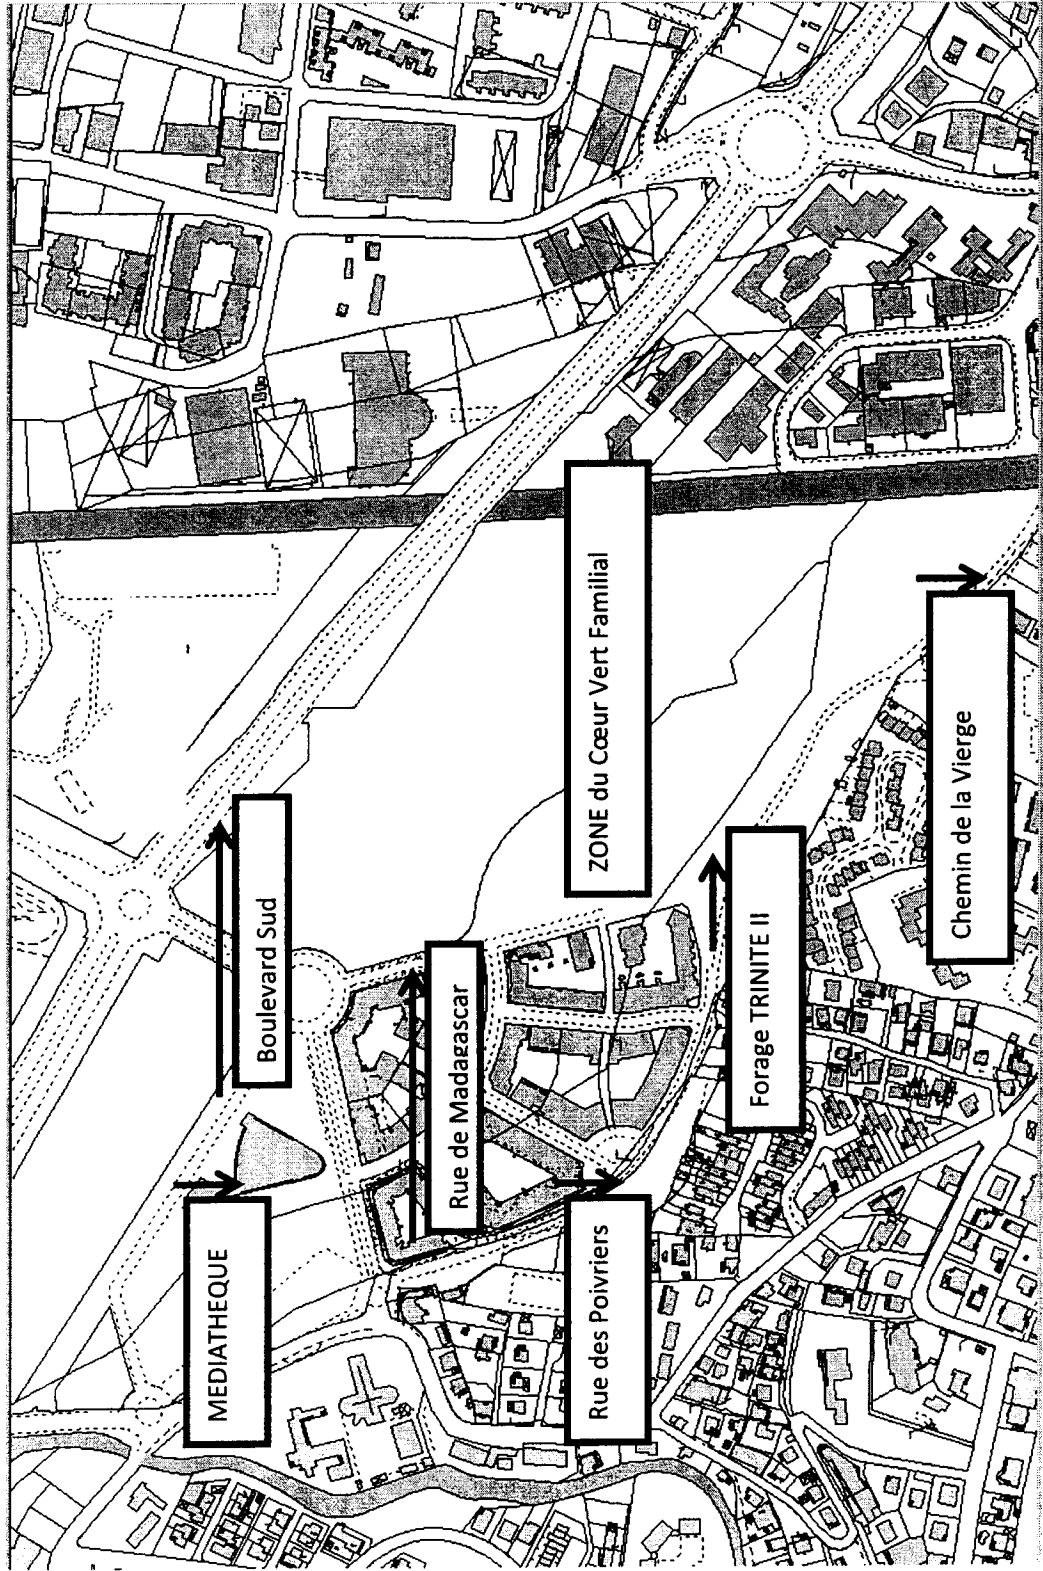 MEDIATHEQUE
Boulevard Sud
Rue de Madagascar
Rue des Poivriers
ZONE du Cœur Vert Familial
Forage TRINITE II
Chemin de la Vierge